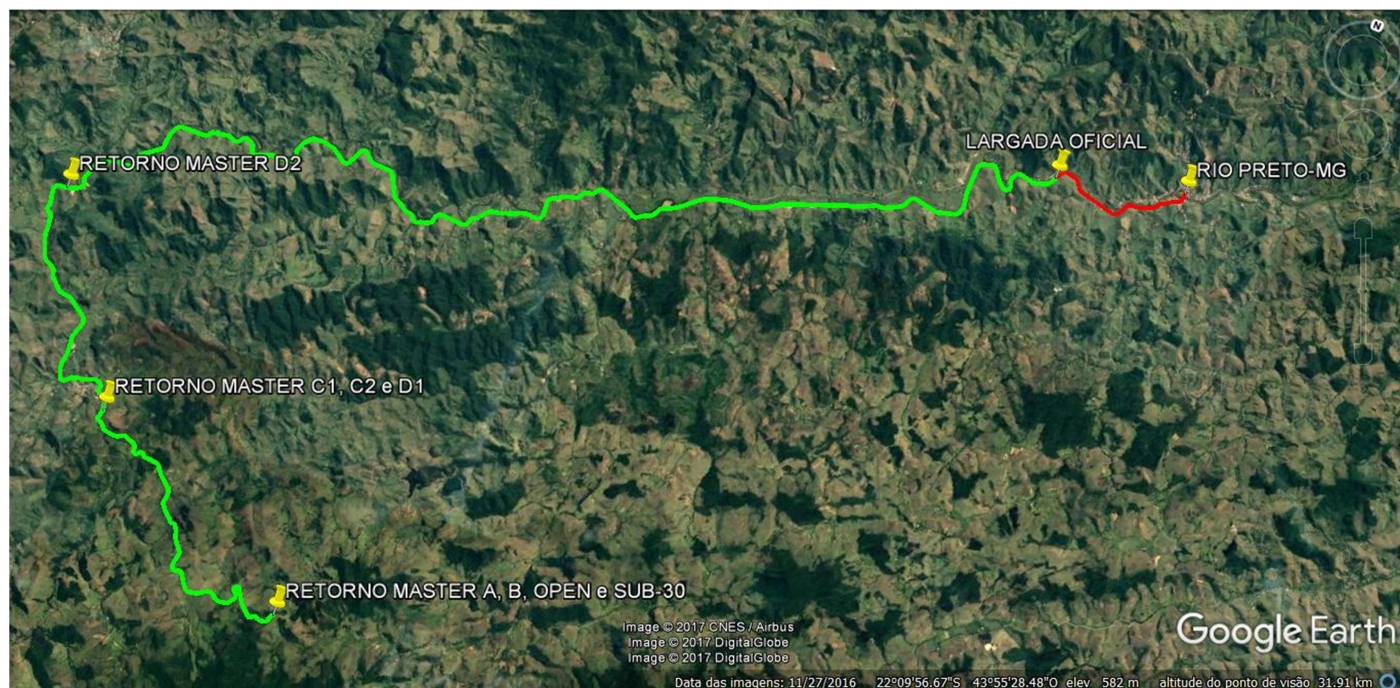 N
LARGADA OFICIAL
RETORNO MASTER D2
RIO PRETO-MG
RETORNO MASTER C1, C2 e D1
RETORNO MASTER A, B, OPEN e SUB-30
Image © 2017 CNES / Airbus
Image © 2017 DigitalGlobe
Image © 2017 DigitalGlobe
Google Earth
Data das imagens: 11/27/2016 22°09'56.67"S 43°55'28.48"O elev 582 m altitude do ponto de visão 31.91 km